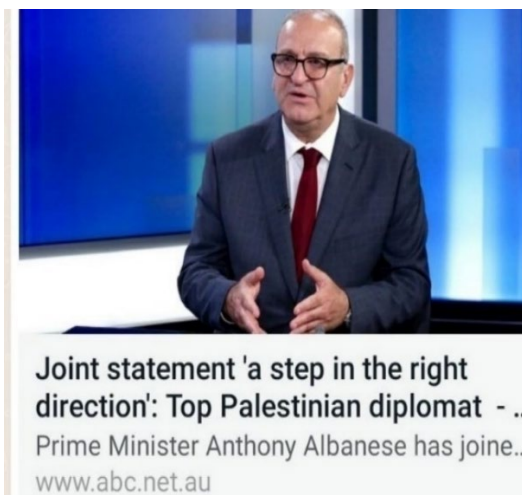 Joint statement 'a step in the right
direction': Top Palestinian diplomat - ..
Prime Minister Anthony Albanese has joine..
www.abc.net.au